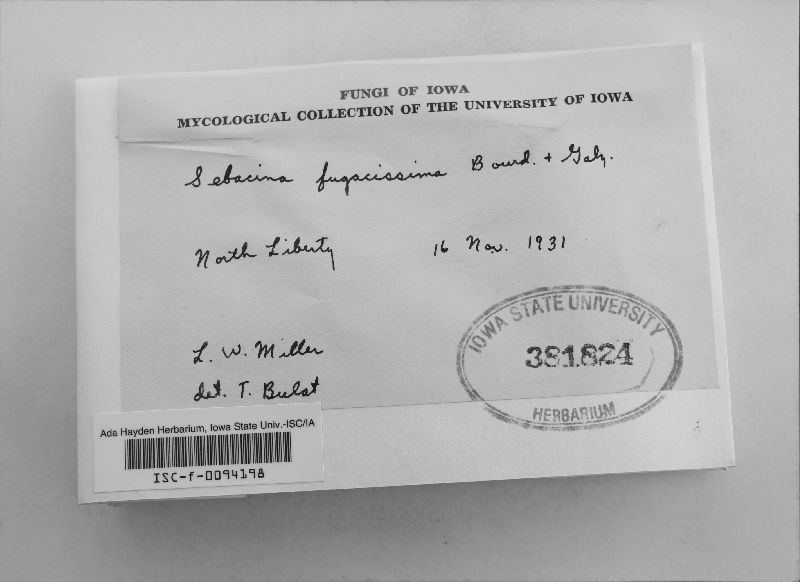 FUNGI OF IOWA
MYCOLOGICAL COLLECTION OF THE UNIVERSITY OF IOWA
Sebacina fugacissima Bourd. + Galz.
North Liberty 16 Nov. 1931
L. W. Miller
det. T. Bulat
IOWA STATE UNIVERSITY
381824
HERBARIUM
Ada Hayden Herbarium, Iowa State Univ.-ISC/IA
ISC-f-0094198